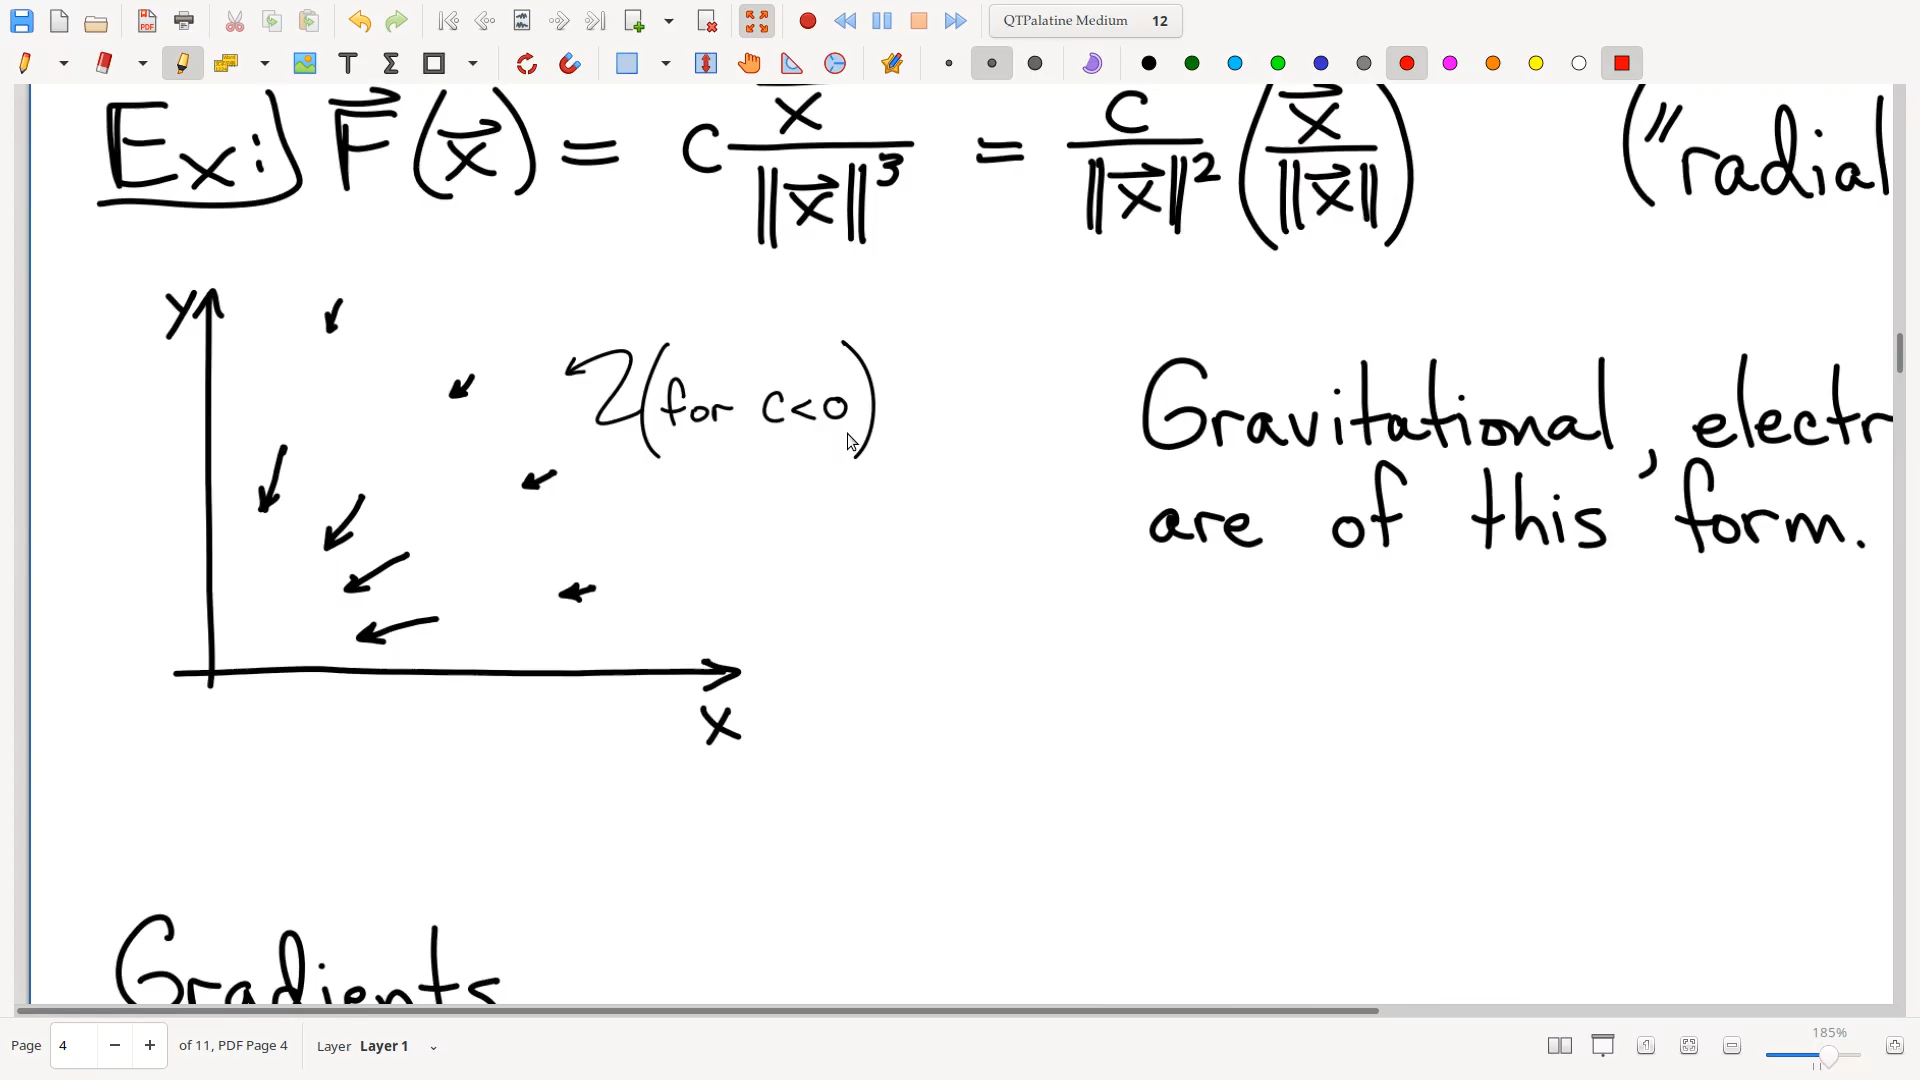 QTPalatine Medium 12
Ex:) F⃗(x⃗) = c x⃗/||x⃗||³ = c/||x⃗||² (x⃗/||x⃗||) ("radial
y
(for c<0)
Gravitational, electr
are of this form.
x
Gradients
Page 4 of 11, PDF Page 4 Layer Layer 1 185%